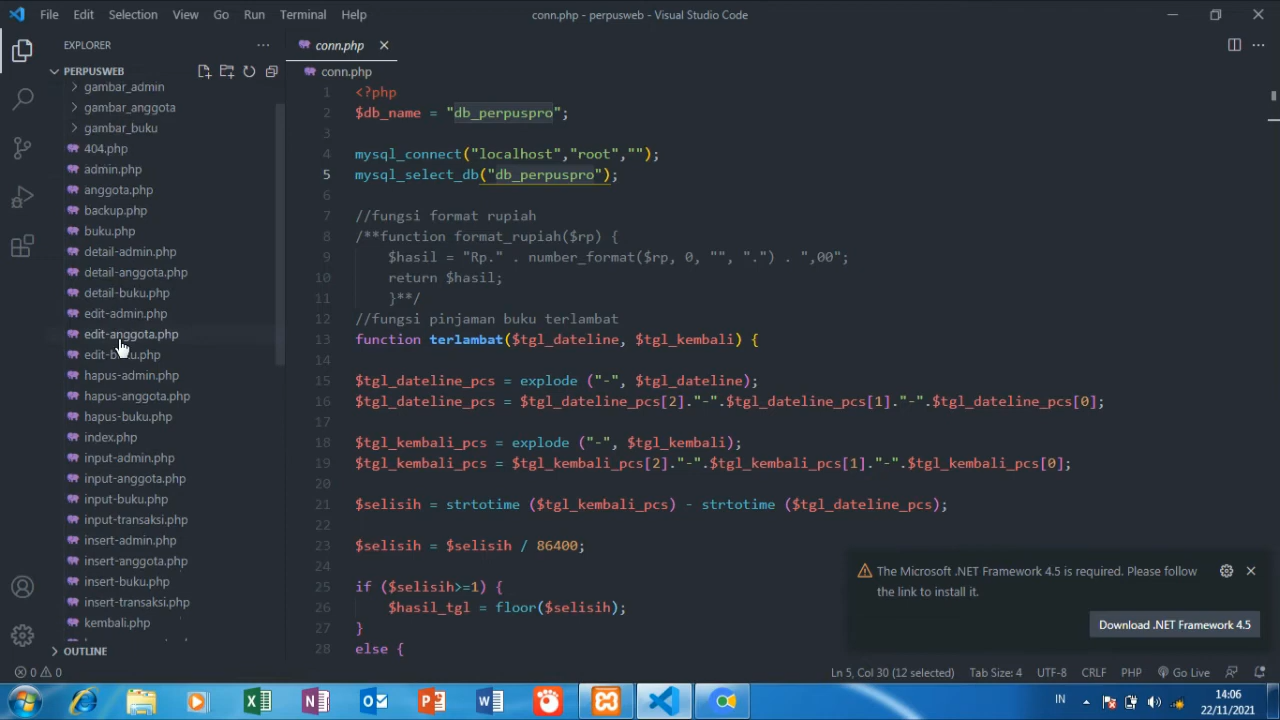 File Edit Selection View Go Run Terminal Help
conn.php - perpusweb - Visual Studio Code
EXPLORER
PERPUSWEB
gambar_admin
gambar_anggota
gambar_buku
404.php
admin.php
anggota.php
backup.php
buku.php
detail-admin.php
detail-anggota.php
detail-buku.php
edit-admin.php
edit-anggota.php
edit-buku.php
hapus-admin.php
hapus-anggota.php
hapus-buku.php
index.php
input-admin.php
input-anggota.php
input-buku.php
input-transaksi.php
insert-admin.php
insert-anggota.php
insert-buku.php
insert-transaksi.php
kembali.php
OUTLINE
conn.php
conn.php
1 <?php
2 $db_name = "db_perpuspro";
3
4 mysql_connect("localhost","root","");
5 mysql_select_db("db_perpuspro");
6
7 //fungsi format rupiah
8 /**function format_rupiah($rp) {
9 $hasil = "Rp." . number_format($rp, 0, "", ".") . ",00";
10 return $hasil;
11 }**/
12 //fungsi pinjaman buku terlambat
13 function terlambat($tgl_dateline, $tgl_kembali) {
14
15 $tgl_dateline_pcs = explode ("-", $tgl_dateline);
16 $tgl_dateline_pcs = $tgl_dateline_pcs[2]."-".$tgl_dateline_pcs[1]."-".$tgl_dateline_pcs[0];
17
18 $tgl_kembali_pcs = explode ("-", $tgl_kembali);
19 $tgl_kembali_pcs = $tgl_kembali_pcs[2]."-".$tgl_kembali_pcs[1]."-".$tgl_kembali_pcs[0];
20
21 $selisih = strtotime ($tgl_kembali_pcs) - strtotime ($tgl_dateline_pcs);
22
23 $selisih = $selisih / 86400;
24
25 if ($selisih>=1) {
26 $hasil_tgl = floor($selisih);
27 }
28 else {
The Microsoft .NET Framework 4.5 is required. Please follow
the link to install it.
Download .NET Framework 4.5
0 0
Ln 5, Col 30 (12 selected) Tab Size: 4 UTF-8 CRLF PHP Go Live
IN
14:06
22/11/2021